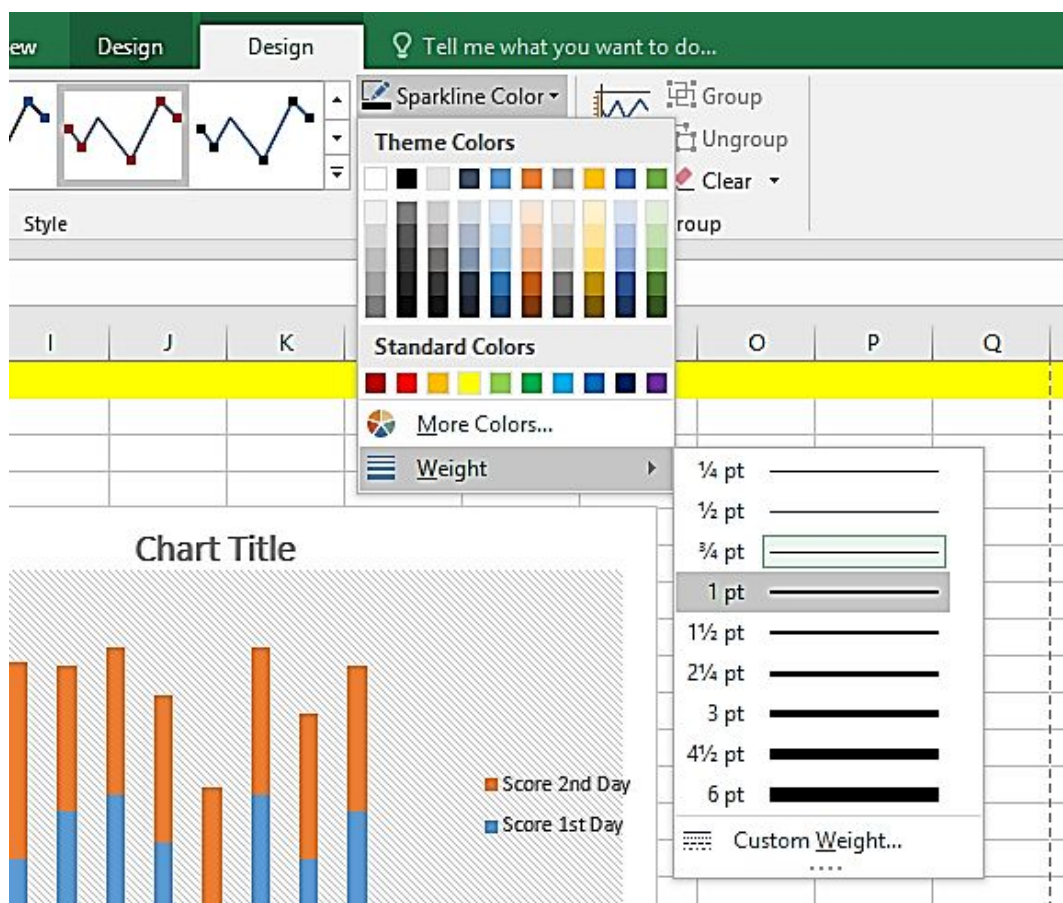 ew Design Design Tell me what you want to do...
Sparkline Color
Group
Ungroup
Clear
Style
roup
Theme Colors
Standard Colors
More Colors...
Weight
I J K O P Q
¼ pt
½ pt
¾ pt
1 pt
1½ pt
2¼ pt
3 pt
4½ pt
6 pt
Custom Weight...
Chart Title
Score 2nd Day
Score 1st Day